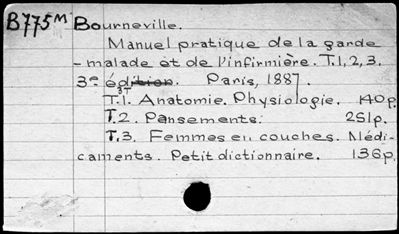 B775M Bourneville.
Manuel pratique de la garde
-malade et de l'infirmière. T.1, 2, 3.
3e édition. Paris, 1887.
3T
T.1. Anatomie. Physiologie. 140p.
T.2. Pansements. 251p.
T.3. Femmes en couches. Médi-
caments. Petit dictionnaire. 136p.